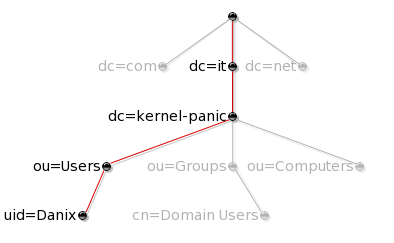 dc=com dc=it dc=net
dc=kernel-panic
ou=Users ou=Groups ou=Computers
uid=Danix cn=Domain Users